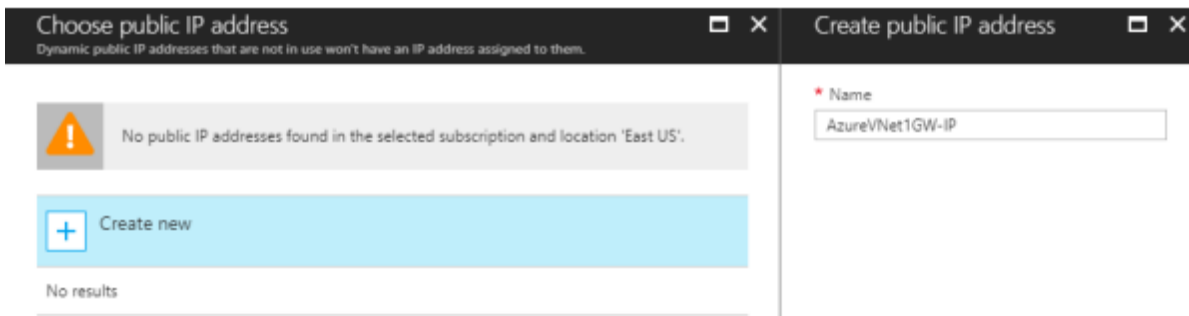 Choose public IP address
Dynamic public IP addresses that are not in use won't have an IP address assigned to them.
No public IP addresses found in the selected subscription and location 'East US'.
Create new
No results
Create public IP address
* Name
AzureVNet1GW-IP